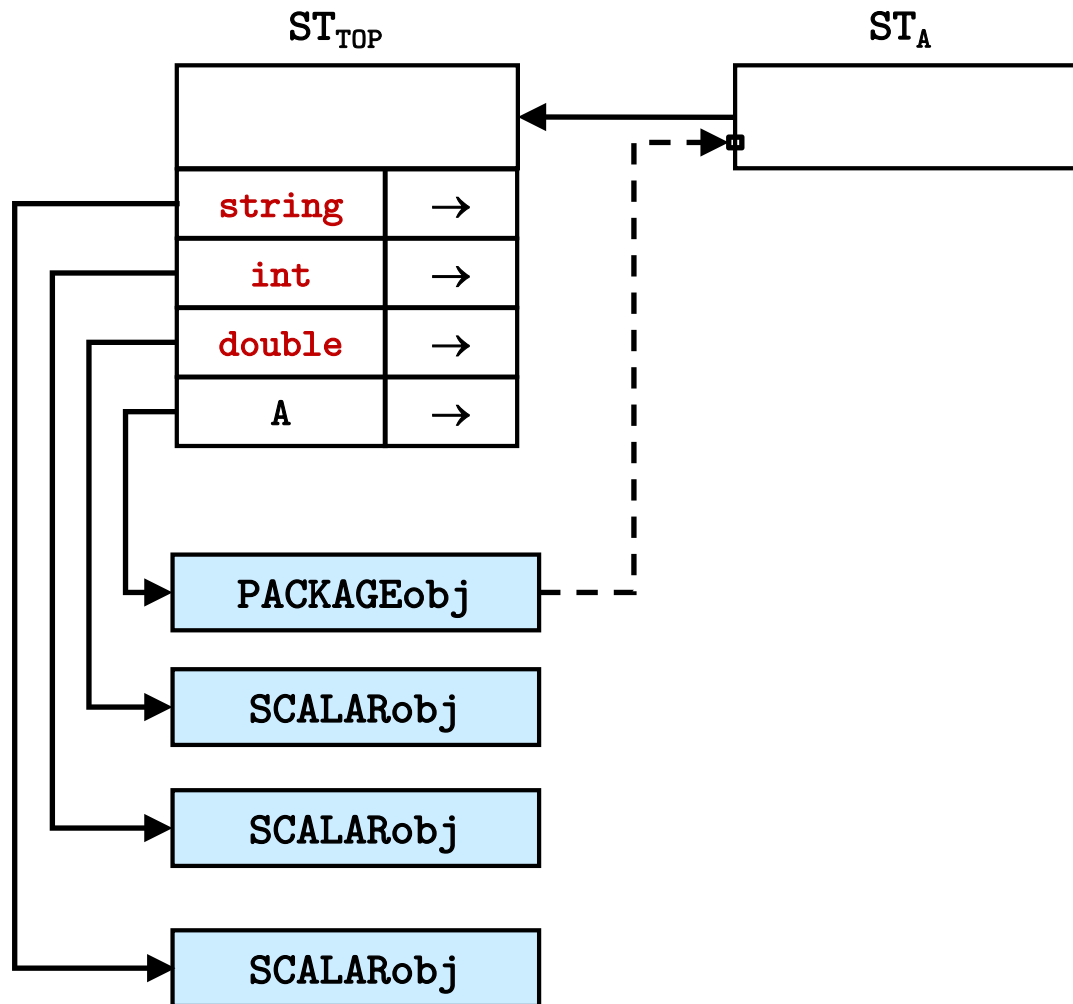 ST_TOP ST_A
string →
int →
double →
A →
PACKAGEobj
SCALARobj
SCALARobj
SCALARobj